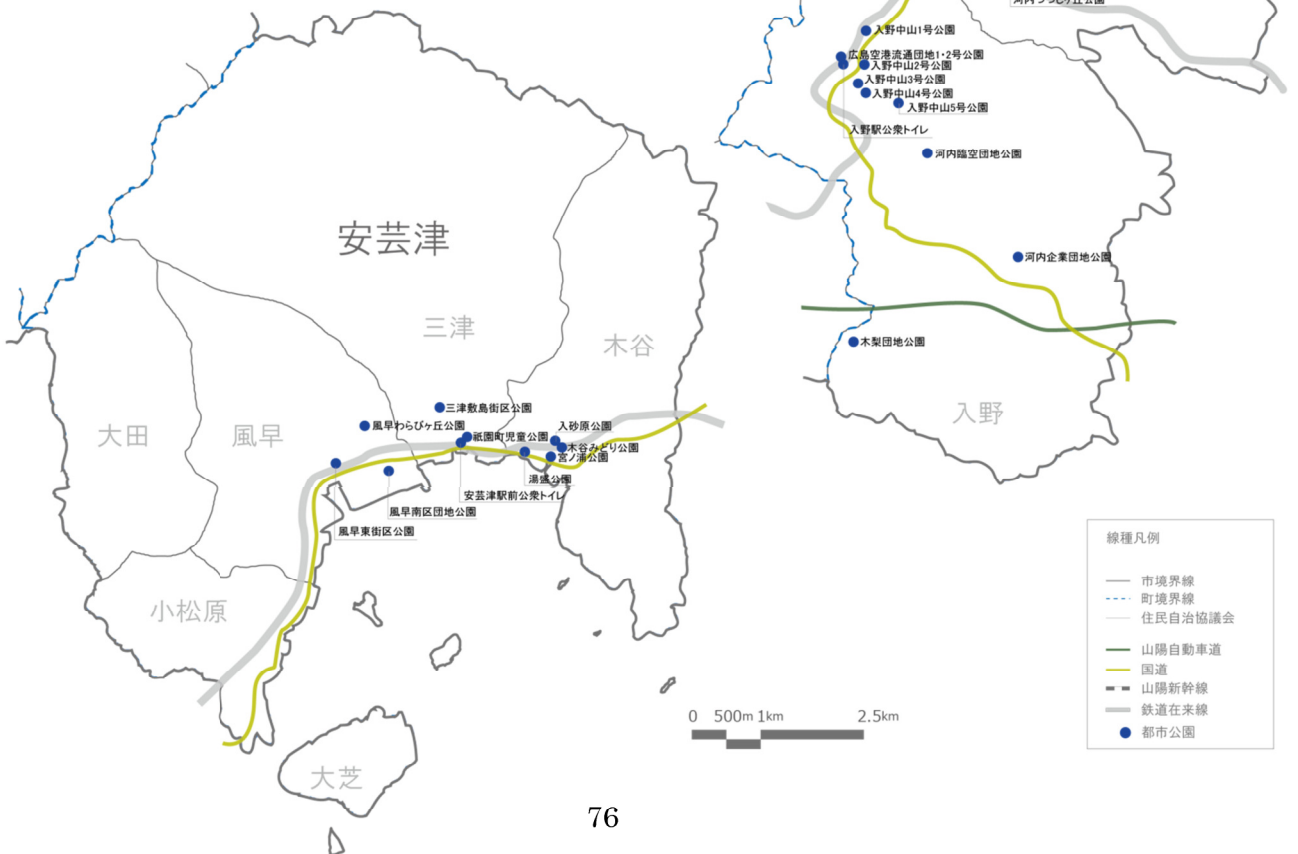 河内つつじヶ丘公園
入野中山1号公園
広島空港流通団地1・2号公園
入野中山2号公園
入野中山3号公園
入野中山4号公園
入野中山5号公園
入野駅公衆トイレ
河内臨空団地公園
河内企業団地公園
木梨団地公園
入野
安芸津
三津
木谷
大田
風早
小松原
大芝
三津敷島街区公園
風早わらびヶ丘公園
祇園町児童公園
入砂原公園
木谷みどり公園
宮ノ浦公園
湯盛公園
安芸津駅前公衆トイレ
風早南区団地公園
風早東街区公園
線種凡例
市境界線
町境界線
住民自治協議会
山陽自動車道
国道
山陽新幹線
鉄道在来線
都市公園
0 500m 1km 2.5km
76